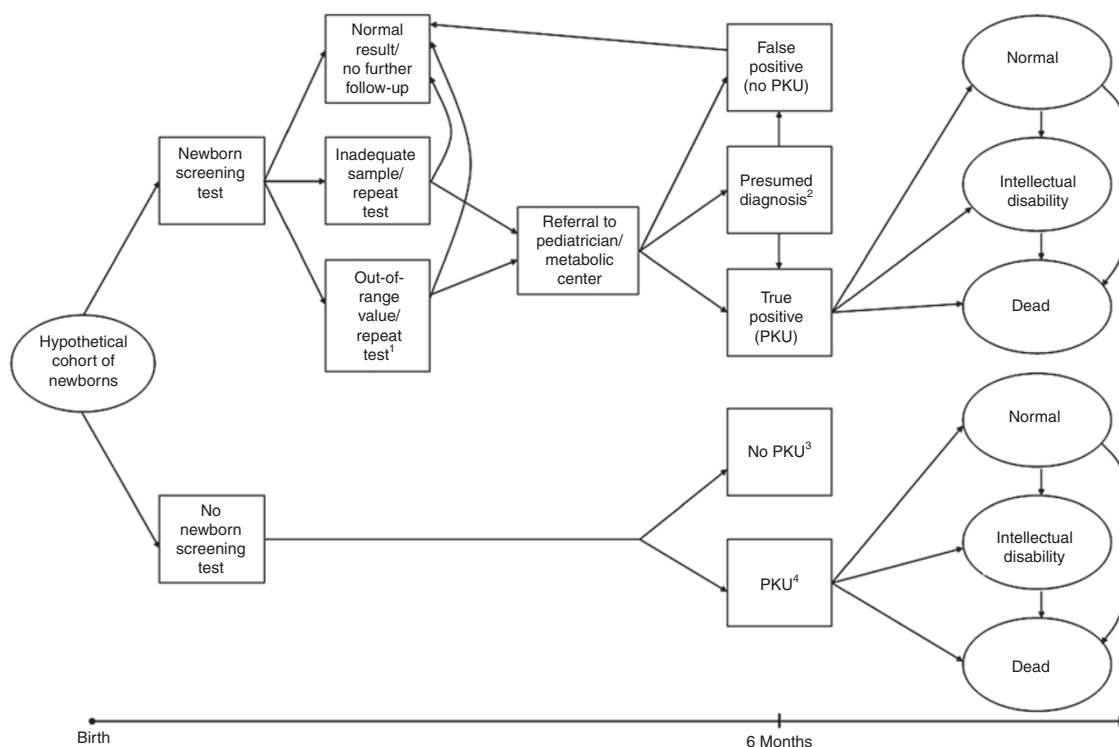 Normal
result/
no further
follow-up
False
positive
(no PKU)
Normal
Newborn
screening
test
Inadequate
sample/
repeat
test
Presumed
diagnosis2
Intellectual
disability
Referral to
pediatrician/
metabolic
center
Out-of-
range
value/
repeat
test1
True
positive
(PKU)
Dead
Hypothetical
cohort of
newborns
Normal
No PKU3
No
newborn
screening
test
Intellectual
disability
PKU4
Dead
Birth
6 Months